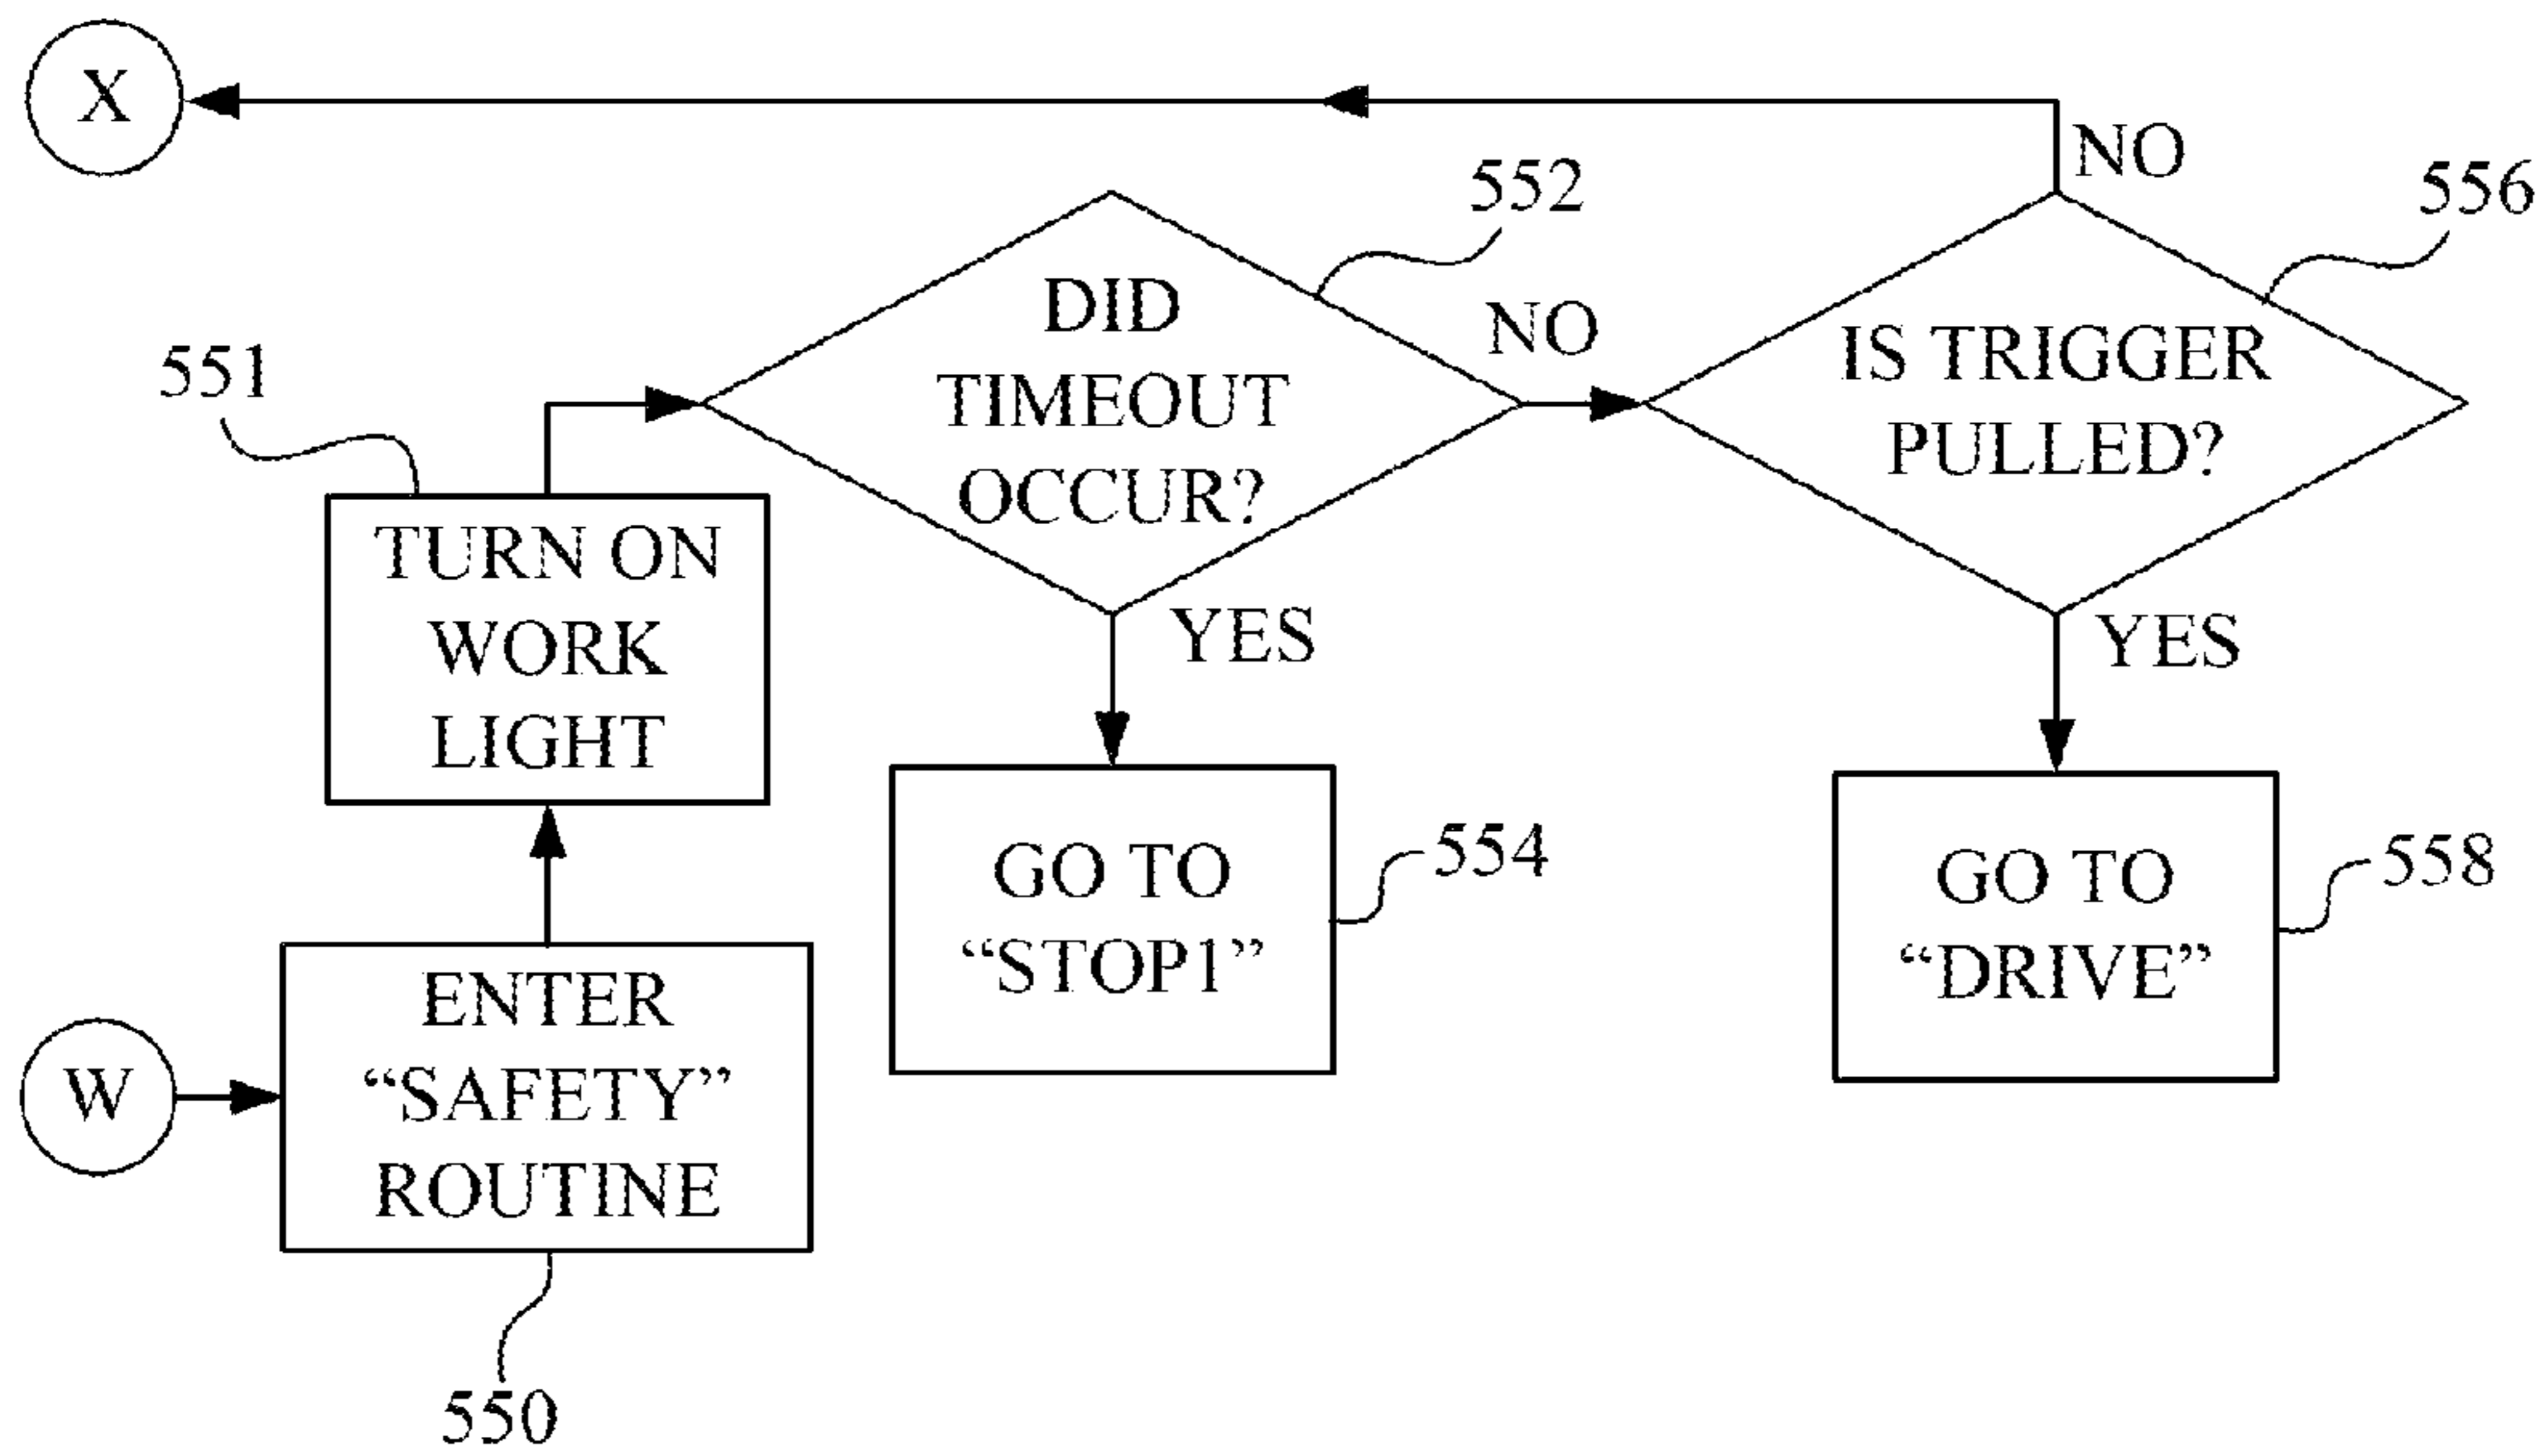 X
NO
552
556
DID
TIMEOUT
OCCUR?
NO
IS TRIGGER
PULLED?
551
TURN ON
WORK
LIGHT
YES
YES
GO TO
“STOP1”
554
GO TO
“DRIVE”
558
W
ENTER
“SAFETY”
ROUTINE
550